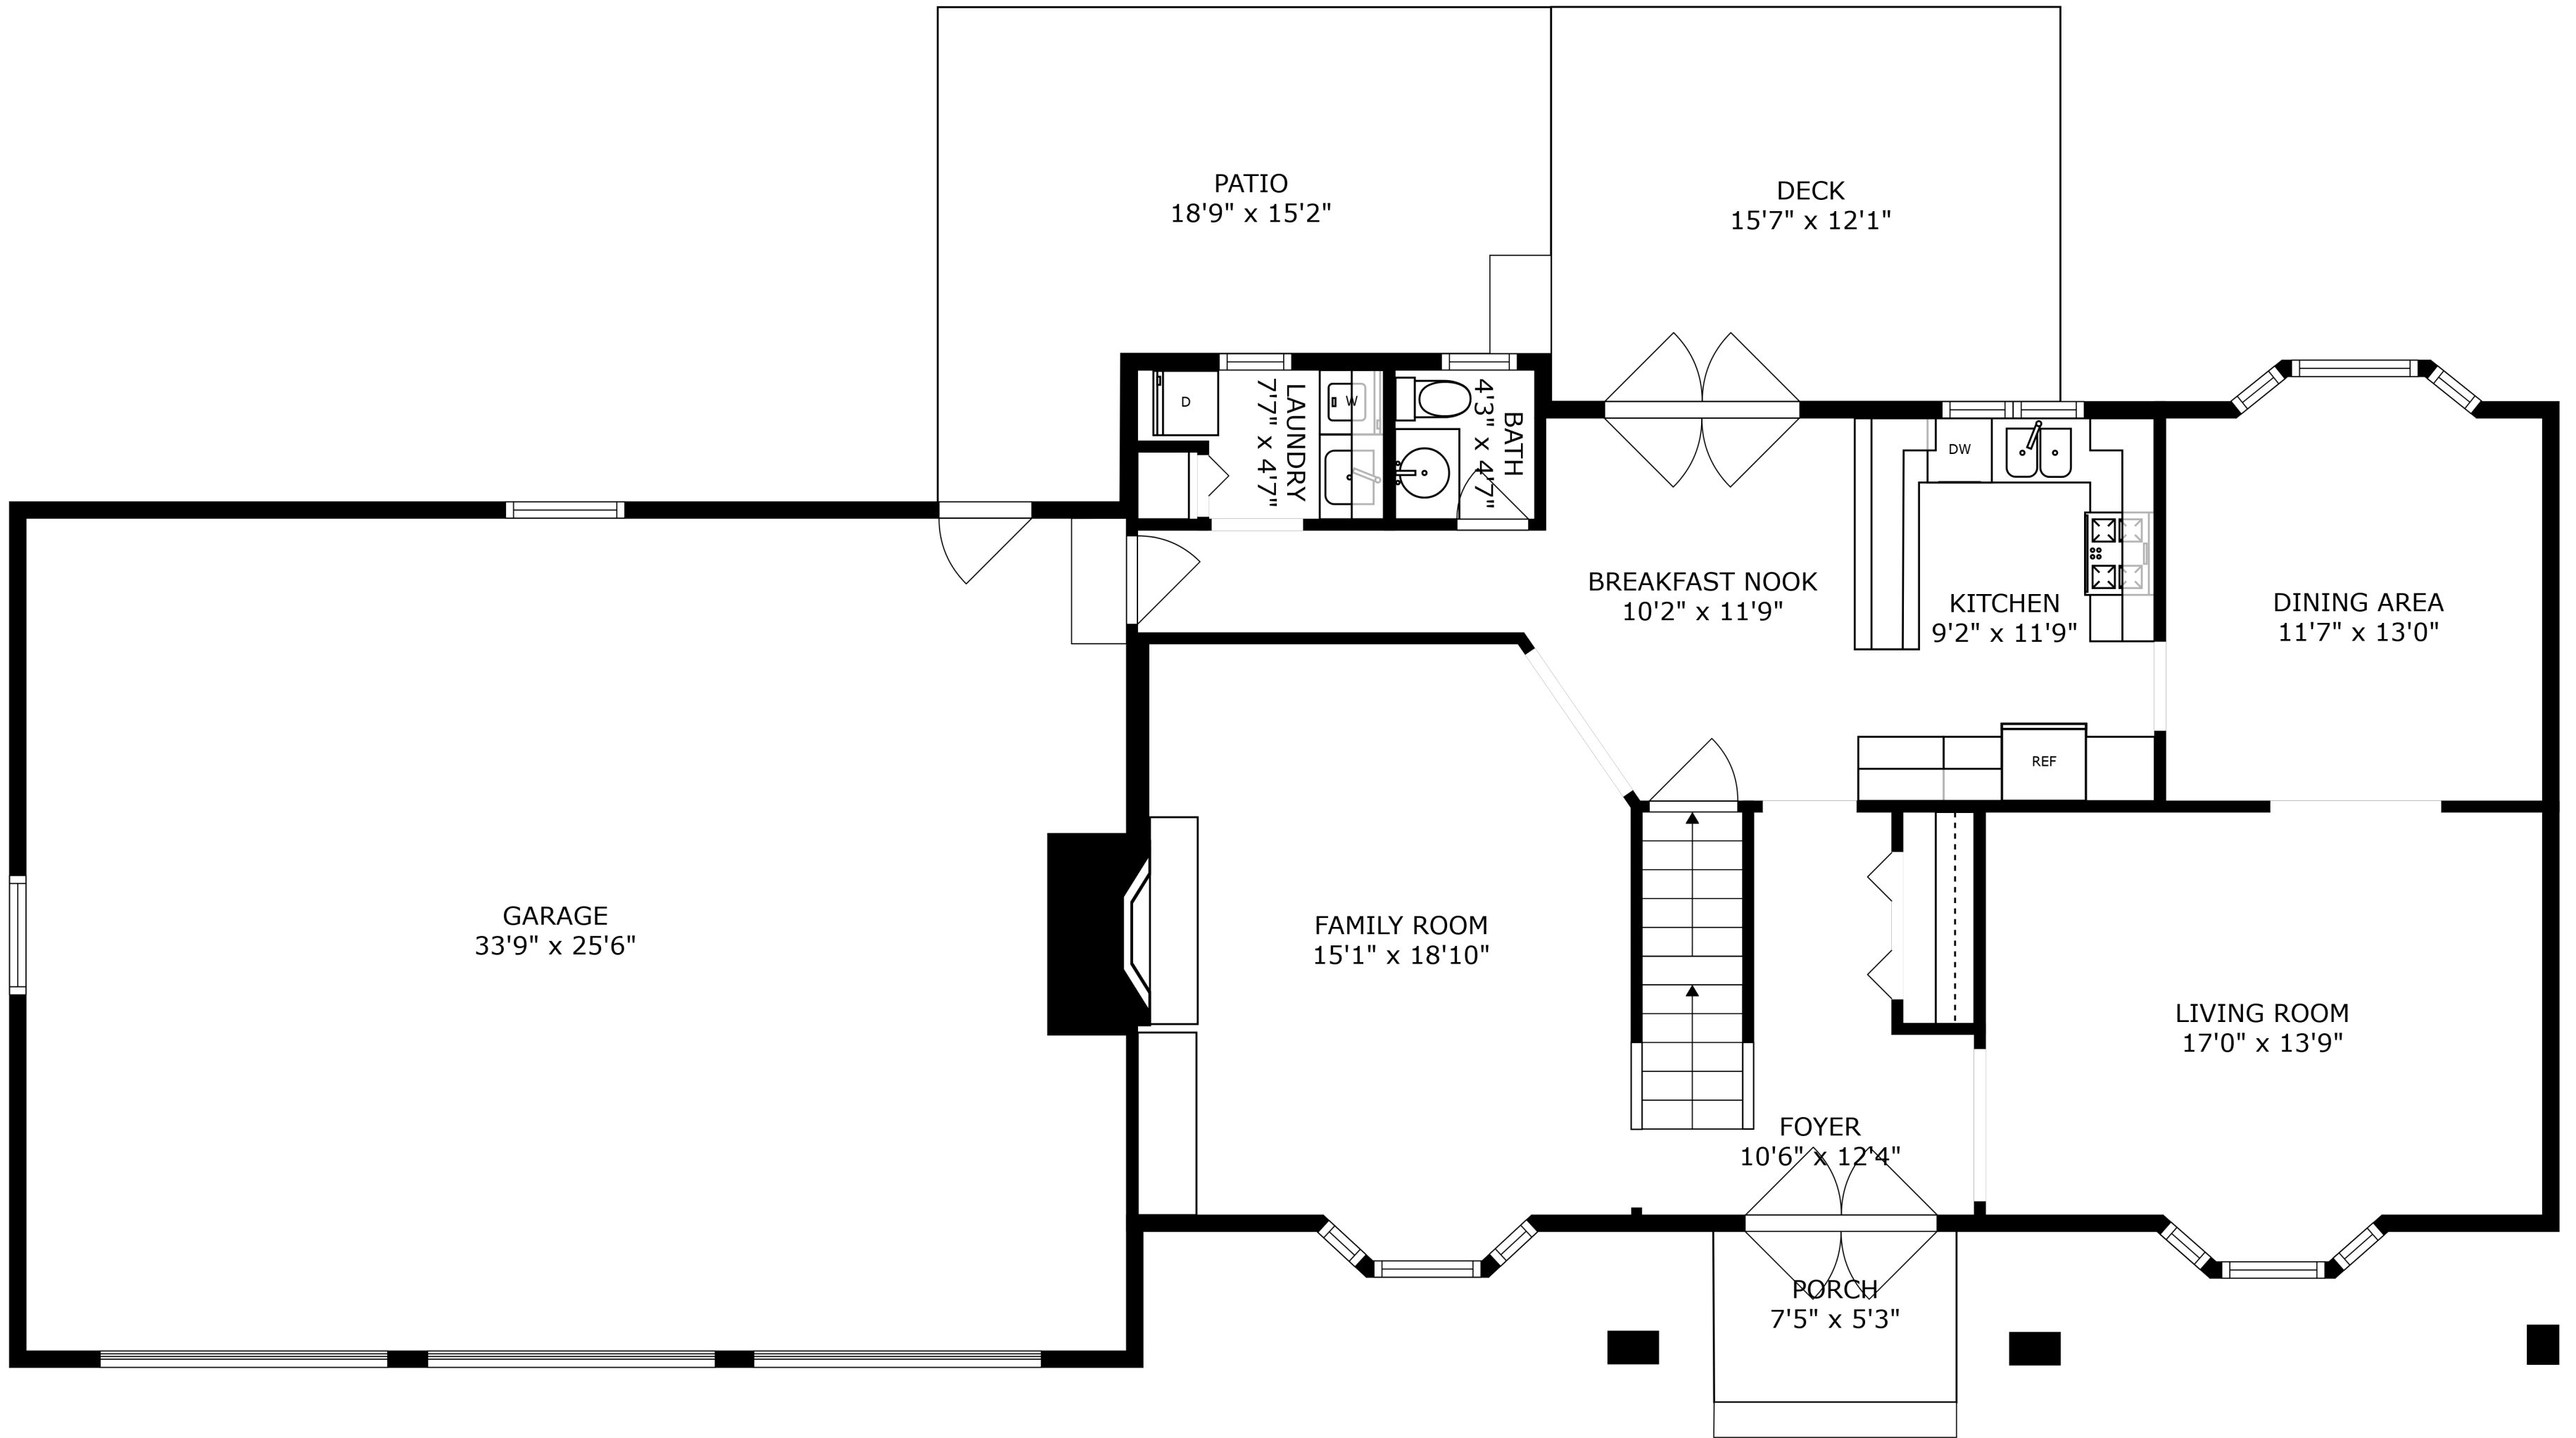 PATIO
18'9" x 15'2"
DECK
15'7" x 12'1"
D
LAUNDRY
7'7" x 4'7"
W
BATH
4'3" x 4'7"
DW
BREAKFAST NOOK
10'2" x 11'9"
KITCHEN
9'2" x 11'9"
DINING AREA
11'7" x 13'0"
REF
GARAGE
33'9" x 25'6"
FAMILY ROOM
15'1" x 18'10"
LIVING ROOM
17'0" x 13'9"
FOYER
10'6" x 12'4"
PORCH
7'5" x 5'3"